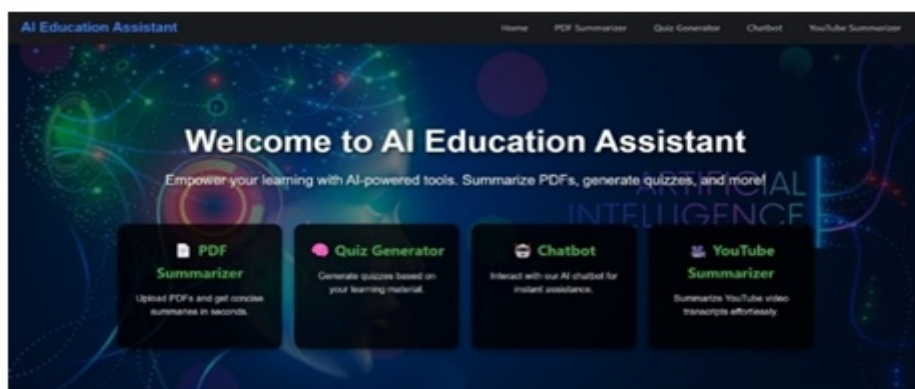 AI Education Assistant
Home PDF Summarizer Quiz Generator Chatbot YouTube Summarizer
Welcome to AI Education Assistant
Empower your learning with AI-powered tools. Summarize PDFs, generate quizzes, and more!
ARTIFICIAL
INTELLIGENCE
PDF
Summarizer
Upload PDFs and get concise
summaries in seconds.
Quiz Generator
Generate quizzes based on
your learning material.
Chatbot
Interact with our AI chatbot for
instant assistance.
YouTube
Summarizer
Summarize YouTube video
transcripts effortlessly.